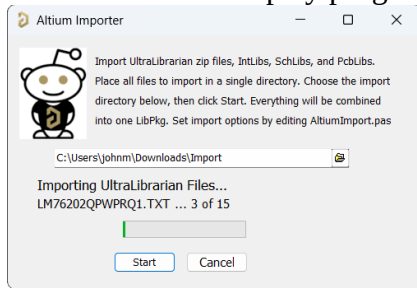 Altium Importer
Import UltraLibrarian zip files, IntLibs, SchLibs, and PcbLibs.
Place all files to import in a single directory. Choose the import
directory below, then click Start. Everything will be combined
into one LibPkg. Set import options by editing AltiumImport.pas
C:\Users\johnm\Downloads\Import
Importing UltraLibrarian Files...
LM76202QPWPRQ1.TXT ... 3 of 15
Start Cancel